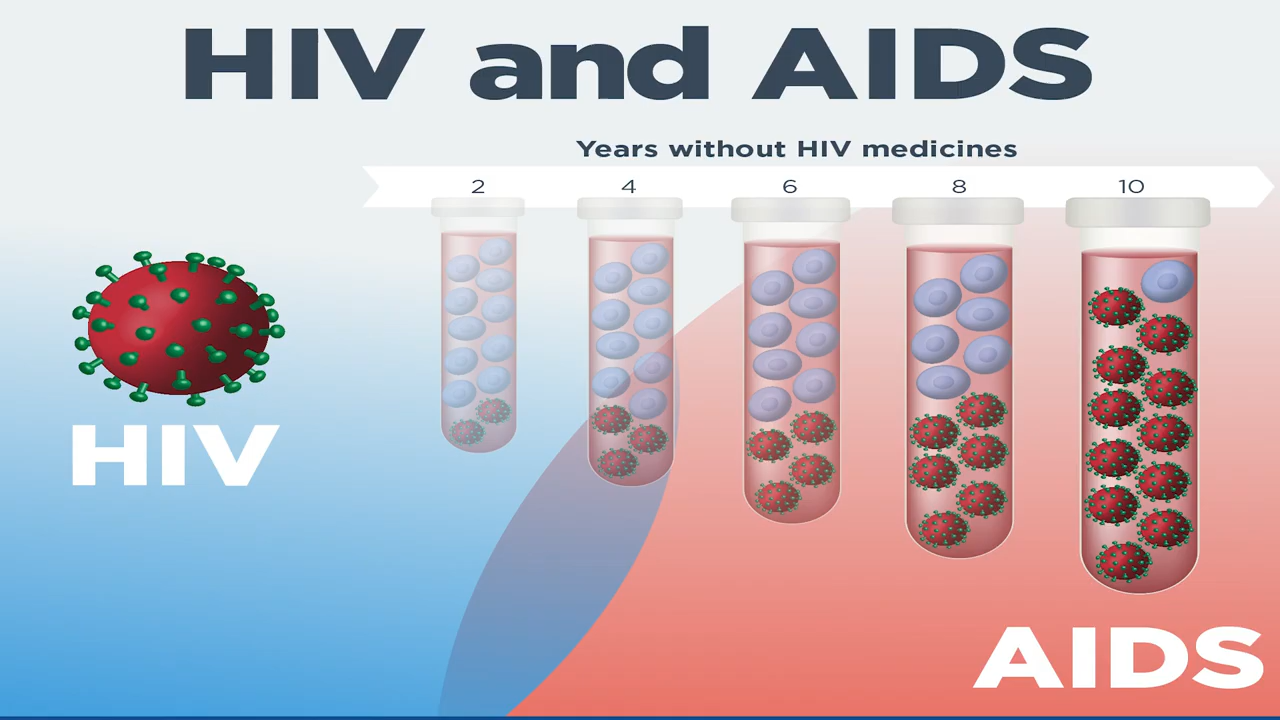 HIV and AIDS
Years without HIV medicines
2 4 6 8 10
HIV
AIDS